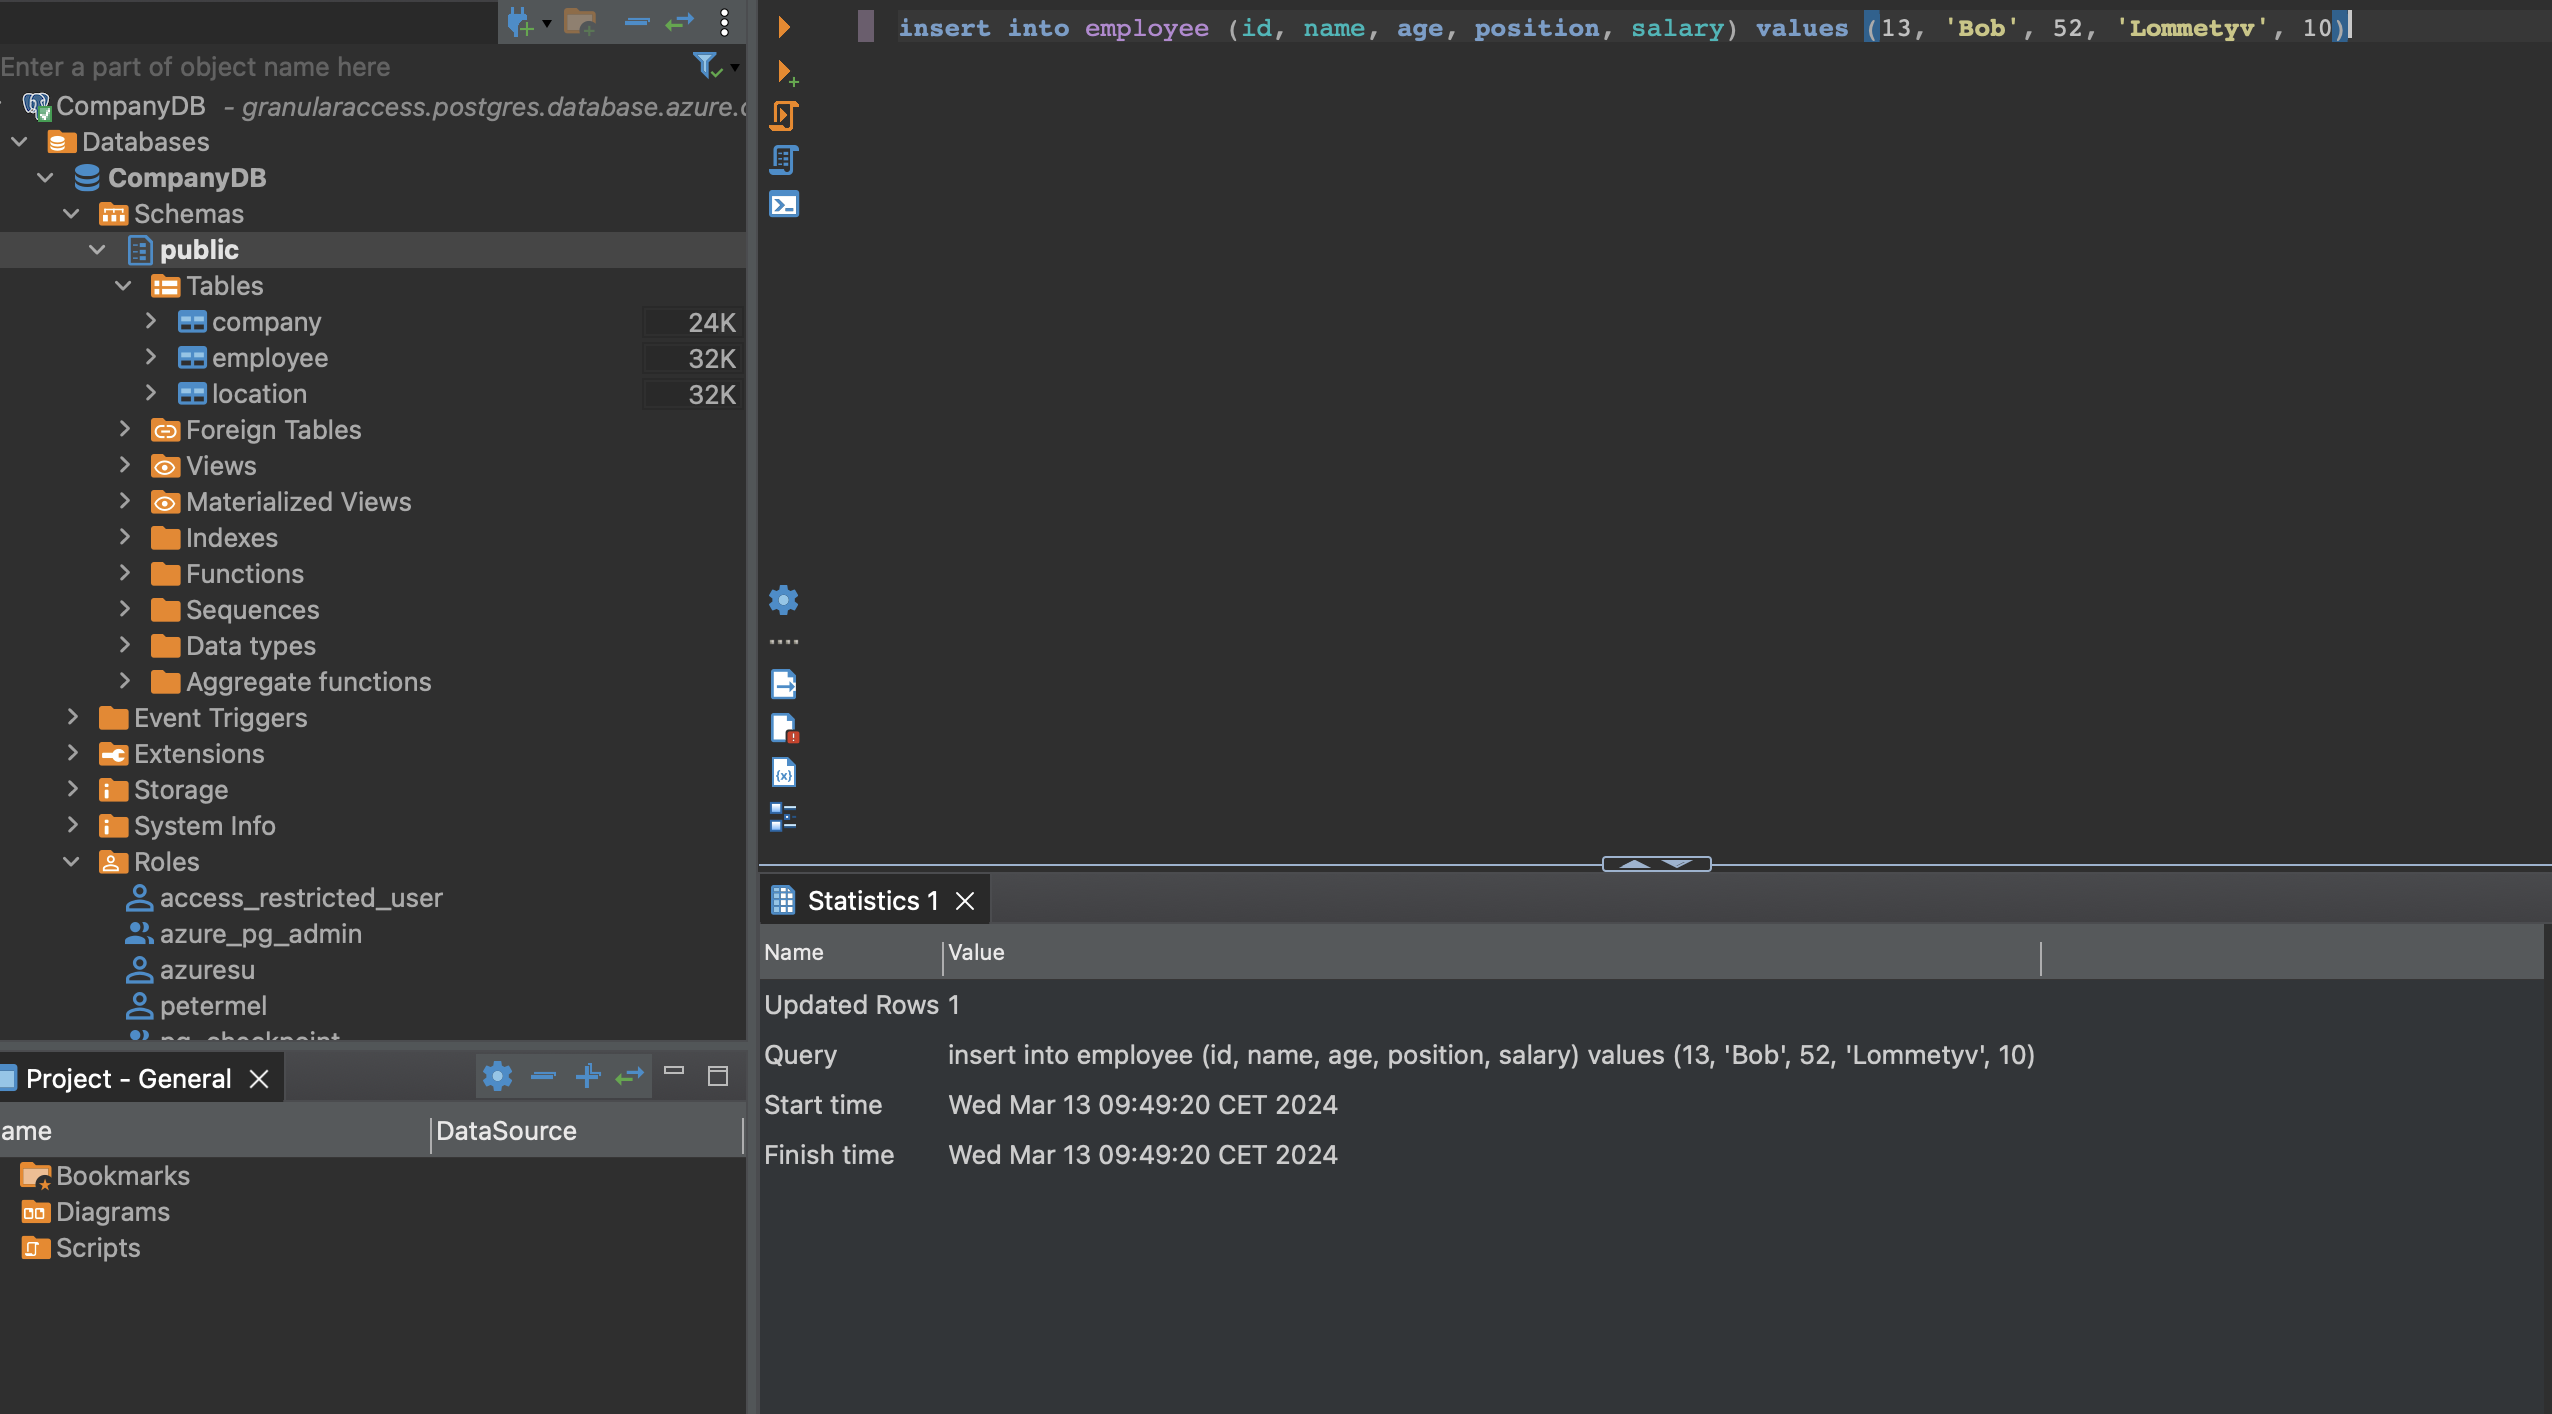 Enter a part of object name here
CompanyDB - granularaccess.postgres.database.azure.c
Databases
CompanyDB
Schemas
public
Tables
company 24K
employee 32K
location 32K
Foreign Tables
Views
Materialized Views
Indexes
Functions
Sequences
Data types
Aggregate functions
Event Triggers
Extensions
Storage
System Info
Roles
access_restricted_user
azure_pg_admin
azuresu
petermel
Project - General
ame DataSource
Bookmarks
Diagrams
Scripts
insert into employee (id, name, age, position, salary) values (13, 'Bob', 52, 'Lommetyv', 10)
Statistics 1
Name Value
Updated Rows 1
Query insert into employee (id, name, age, position, salary) values (13, 'Bob', 52, 'Lommetyv', 10)
Start time Wed Mar 13 09:49:20 CET 2024
Finish time Wed Mar 13 09:49:20 CET 2024